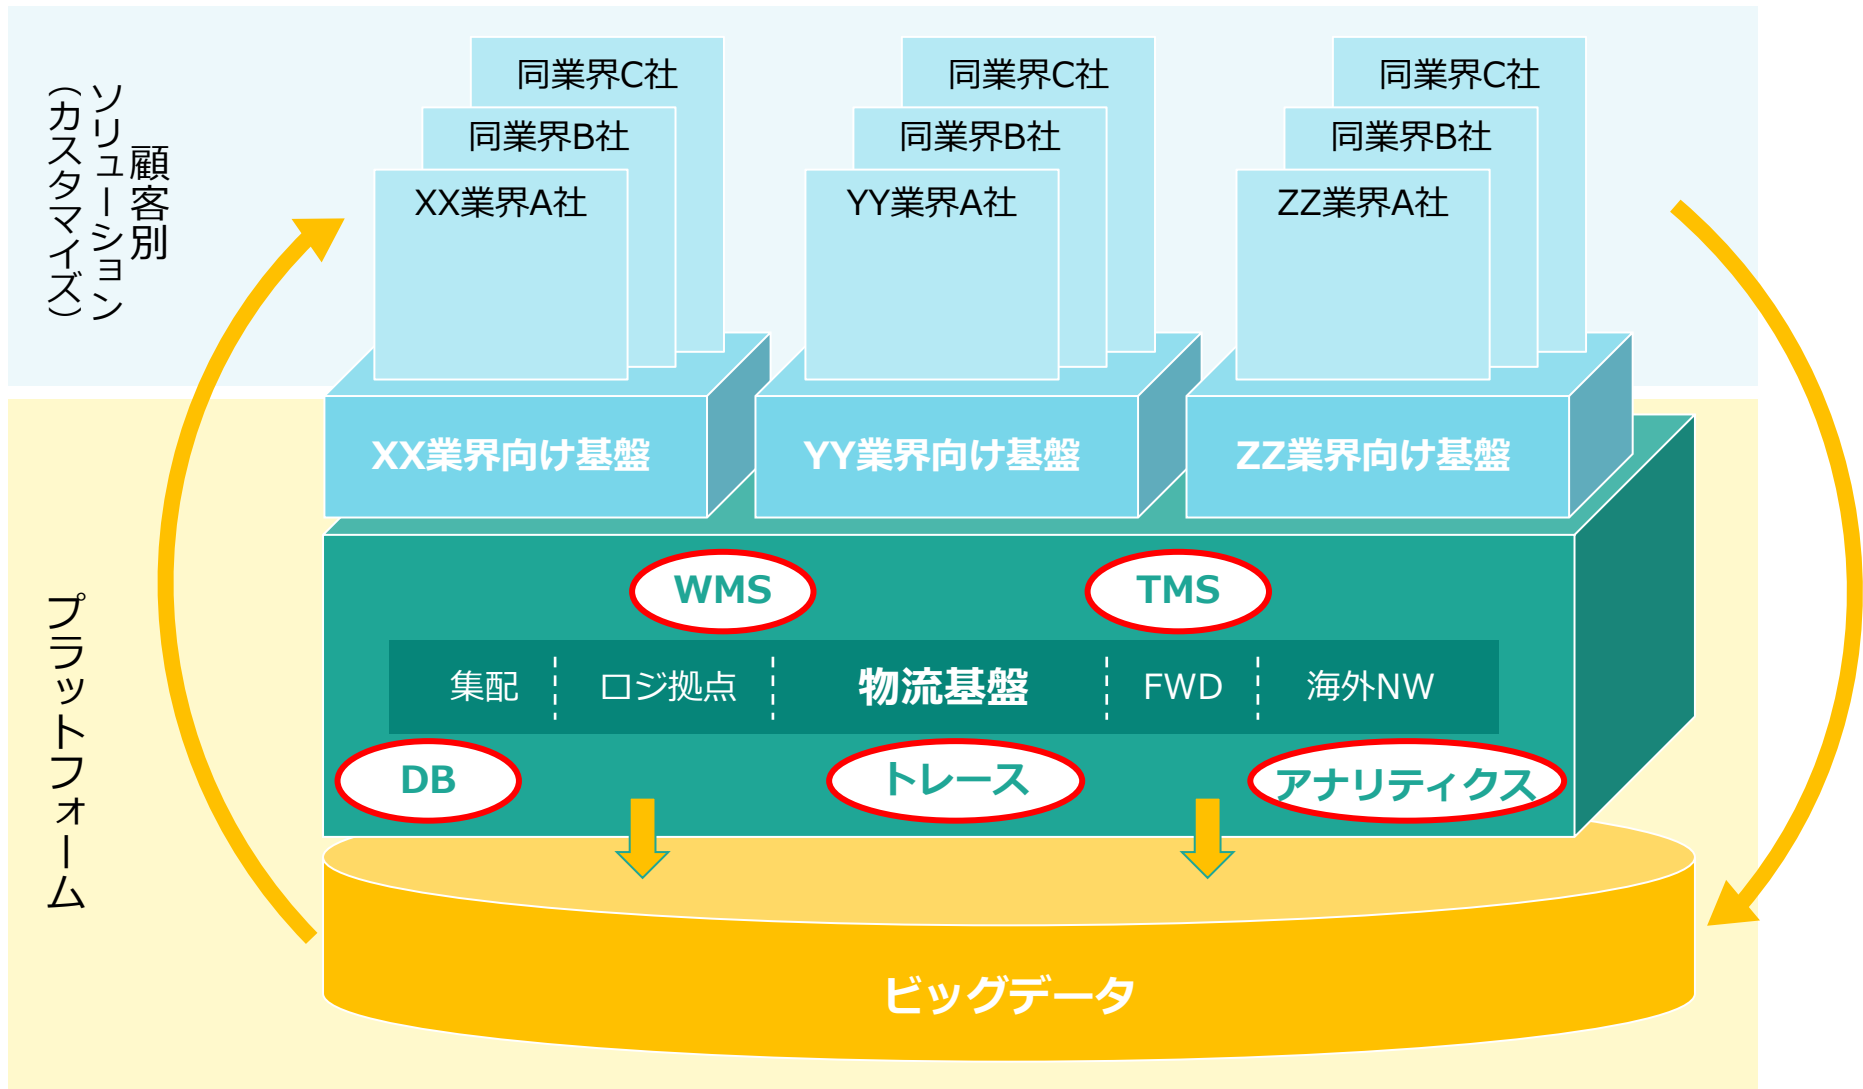 顧客別
ソリューション
（カスタマイズ）
同業界C社
同業界B社
XX業界A社
同業界C社
同業界B社
YY業界A社
同業界C社
同業界B社
ZZ業界A社
XX業界向け基盤
YY業界向け基盤
ZZ業界向け基盤
プラットフォーム
WMS
TMS
集配
ロジ拠点
物流基盤
FWD
海外NW
DB
トレース
アナリティクス
ビッグデータ